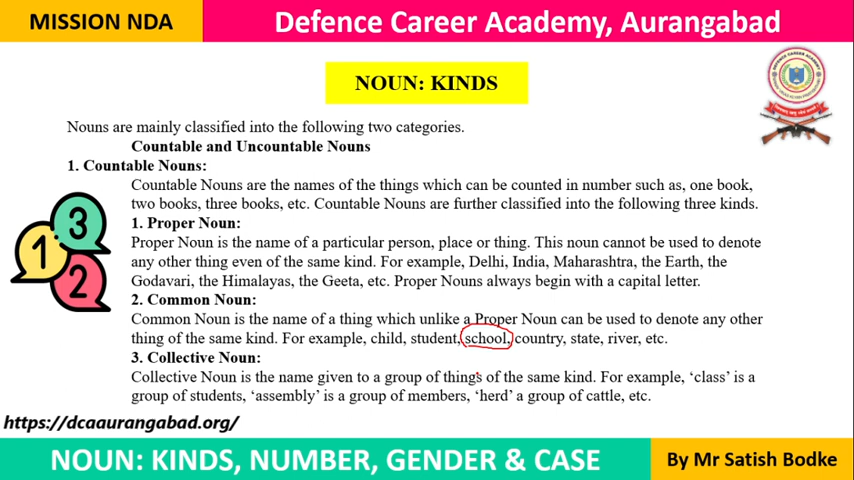 MISSION NDA
Defence Career Academy, Aurangabad
NOUN: KINDS
Nouns are mainly classified into the following two categories.
Countable and Uncountable Nouns
1. Countable Nouns:
Countable Nouns are the names of the things which can be counted in number such as, one book,
two books, three books, etc. Countable Nouns are further classified into the following three kinds.
1. Proper Noun:
Proper Noun is the name of a particular person, place or thing. This noun cannot be used to denote
any other thing even of the same kind. For example, Delhi, India, Maharashtra, the Earth, the
Godavari, the Himalayas, the Geeta, etc. Proper Nouns always begin with a capital letter.
2. Common Noun:
Common Noun is the name of a thing which unlike a Proper Noun can be used to denote any other
thing of the same kind. For example, child, student, school, country, state, river, etc.
3. Collective Noun:
Collective Noun is the name given to a group of things of the same kind. For example, ‘class’ is a
group of students, ‘assembly’ is a group of members, ‘herd’ a group of cattle, etc.
1
2
3
https://dcaaurangabad.org/
NOUN: KINDS, NUMBER, GENDER & CASE
By Mr Satish Bodke